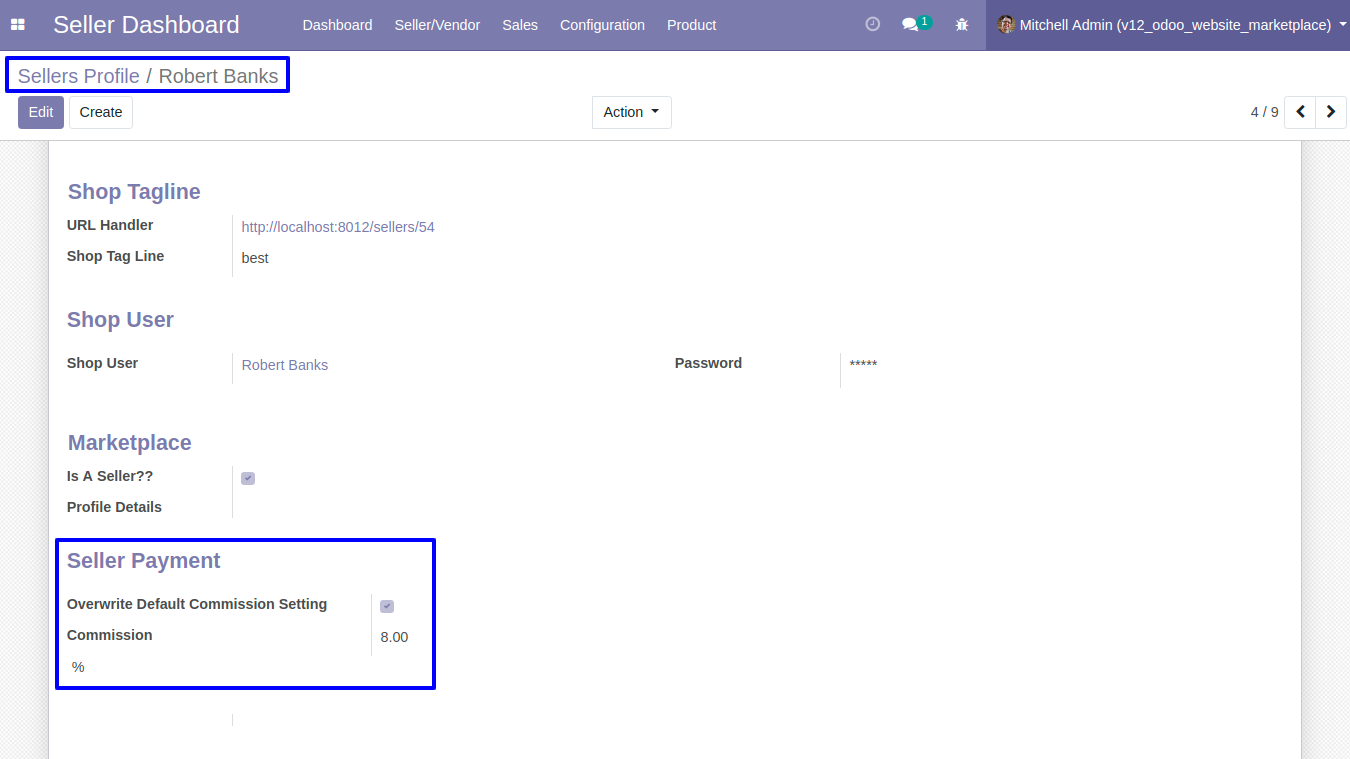 Seller Dashboard Dashboard Seller/Vendor Sales Configuration Product 1 Mitchell Admin (v12_odoo_website_marketplace)
Sellers Profile / Robert Banks
Edit Create Action 4 / 9
Shop Tagline
URL Handler http://localhost:8012/sellers/54
Shop Tag Line best
Shop User
Shop User Robert Banks Password *****
Marketplace
Is A Seller??
Profile Details
Seller Payment
Overwrite Default Commission Setting
Commission 8.00
%